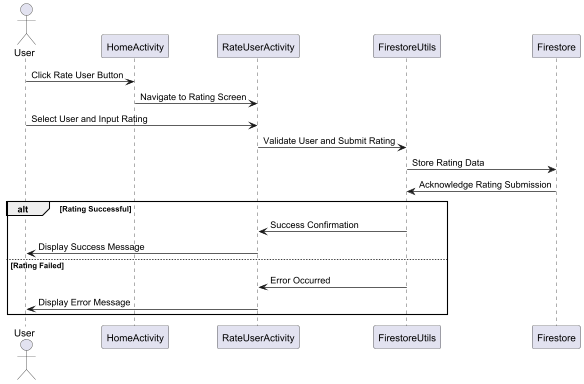 User
HomeActivity
RateUserActivity
FirestoreUtils
Firestore
Click Rate User Button
Navigate to Rating Screen
Select User and Input Rating
Validate User and Submit Rating
Store Rating Data
Acknowledge Rating Submission
alt [Rating Successful]
Success Confirmation
Display Success Message
[Rating Failed]
Error Occurred
Display Error Message
User
HomeActivity
RateUserActivity
FirestoreUtils
Firestore